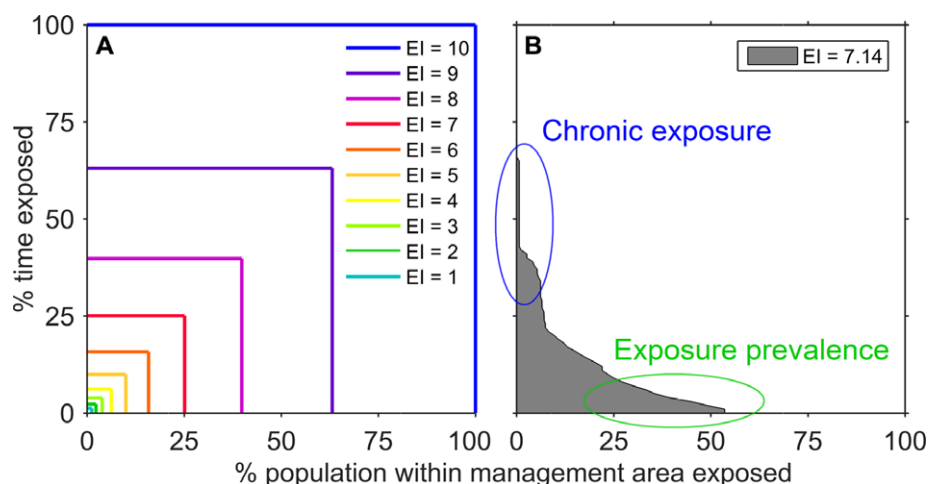 A
B
100
75
50
25
0
% time exposed
EI = 10
EI = 9
EI = 8
EI = 7
EI = 6
EI = 5
EI = 4
EI = 3
EI = 2
EI = 1
0 25 50 75 100
EI = 7.14
Chronic exposure
Exposure prevalence
0 25 50 75 100
% population within management area exposed